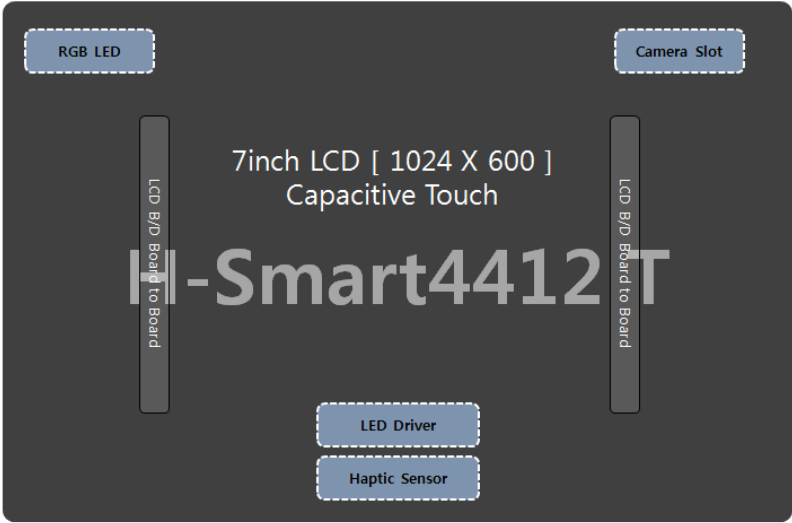 RGB LED
Camera Slot
7inch LCD [ 1024 X 600 ]
Capacitive Touch
LCD B/D Board to Board
LCD B/D Board to Board
H-Smart4412 T
LED Driver
Haptic Sensor